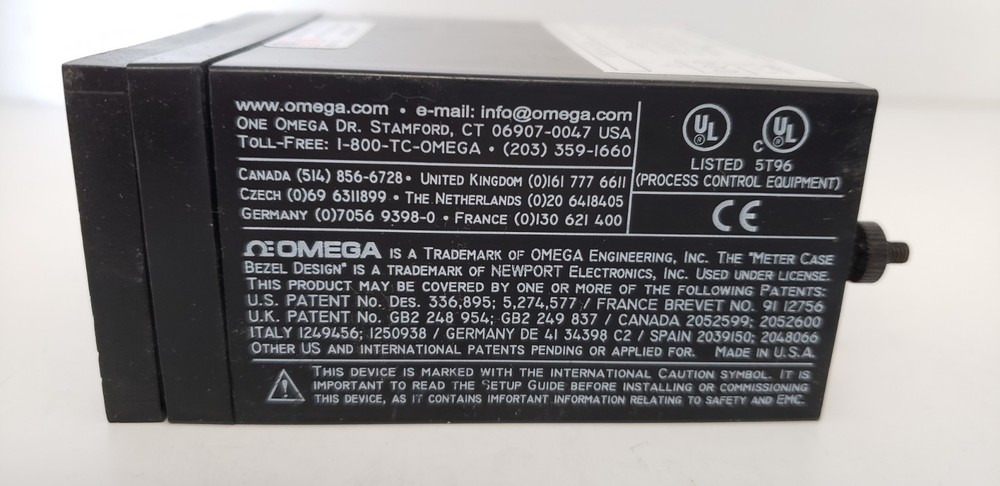 www.omega.com • e-mail: info@omega.com
ONE OMEGA DR. STAMFORD, CT 06907-0047 USA
TOLL-FREE: 1-800-TC-OMEGA • (203) 359-1660
CANADA (514) 856-6728 • UNITED KINGDOM (0)161 777 6611
CZECH (0)69 6311899 • THE NETHERLANDS (0)20 6418405
GERMANY (0)7056 9398-0 • FRANCE (0)130 621 400
UL C UL
LISTED 5T96
(PROCESS CONTROL EQUIPMENT)
CE
ΩE OMEGA IS A TRADEMARK OF OMEGA ENGINEERING, INC. THE "METER CASE
BEZEL DESIGN" IS A TRADEMARK OF NEWPORT ELECTRONICS, INC. USED UNDER LICENSE.
THIS PRODUCT MAY BE COVERED BY ONE OR MORE OF THE FOLLOWING PATENTS:
U.S. PATENT NO. DES. 336,895; 5,274,577 / FRANCE BREVET NO. 91 12756
U.K. PATENT NO. GB2 248 954; GB2 249 837 / CANADA 2052599; 2052600
ITALY 1249456; 1250938 / GERMANY DE 41 34398 C2 / SPAIN 2039150; 2048066
OTHER US AND INTERNATIONAL PATENTS PENDING OR APPLIED FOR. MADE IN U.S.A.
THIS DEVICE IS MARKED WITH THE INTERNATIONAL CAUTION SYMBOL. IT IS
IMPORTANT TO READ THE SETUP GUIDE BEFORE INSTALLING OR COMMISSIONING
THIS DEVICE, AS IT CONTAINS IMPORTANT INFORMATION RELATING TO SAFETY AND EMC.